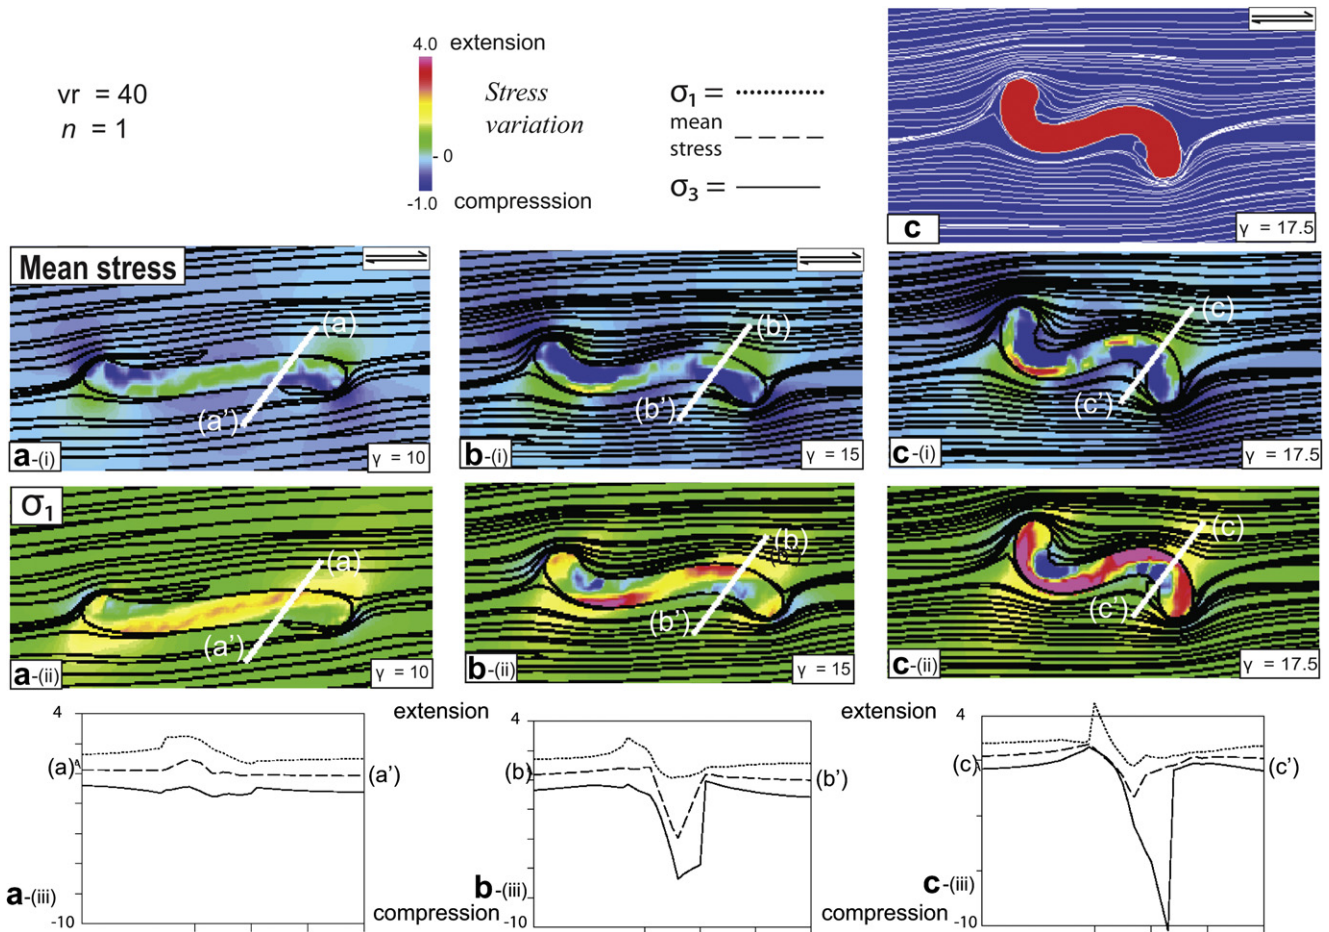 vr = 40
n = 1
4.0 extension
Stress
variation
- 0
-1.0 compresssion
σ1 =
mean
stress
σ3 =
c
γ = 17.5
Mean stress
(a)
(a')
a-(i)
γ = 10
(b)
(b')
b-(i)
γ = 15
(c)
(c')
c-(i)
γ = 17.5
σ1
(a)
(a')
a-(ii)
γ = 10
(b)
(b')
b-(ii)
γ = 15
(c)
(c')
c-(ii)
γ = 17.5
4
extension
(a)
(a')
a-(iii)
-10
compression
4
(b)
(b')
b-(iii)
-10
extension
4
(c)
(c')
c-(iii)
compression
-10